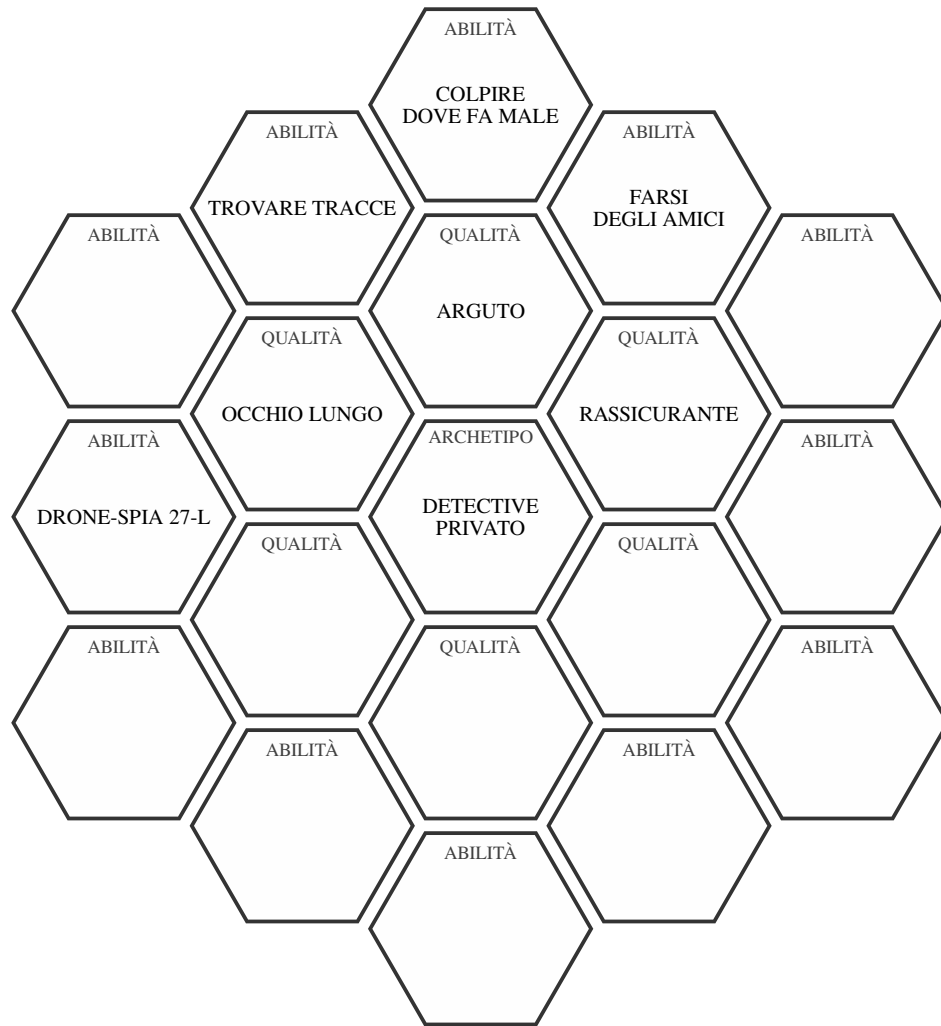 ABILITÀ
COLPIRE
DOVE FA MALE
ABILITÀ
TROVARE TRACCE
ABILITÀ
FARSI
DEGLI AMICI
ABILITÀ
QUALITÀ
ARGUTO
ABILITÀ
QUALITÀ
OCCHIO LUNGO
QUALITÀ
RASSICURANTE
ABILITÀ
DRONE-SPIA 27-L
ARCHETIPO
DETECTIVE
PRIVATO
ABILITÀ
QUALITÀ
QUALITÀ
ABILITÀ
QUALITÀ
ABILITÀ
ABILITÀ
ABILITÀ
ABILITÀ